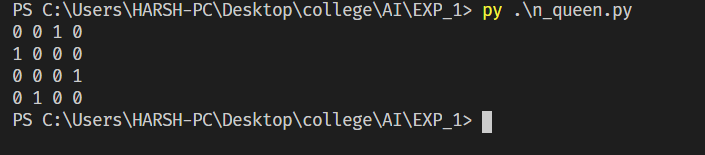 PS C:\Users\HARSH-PC\Desktop\college\AI\EXP_1> py .\n_queen.py
0 0 1 0
1 0 0 0
0 0 0 1
0 1 0 0
PS C:\Users\HARSH-PC\Desktop\college\AI\EXP_1>